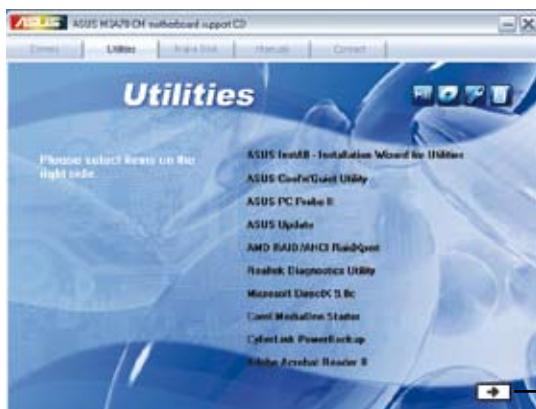 ASUS
ASUS M3A78-CM motherboard support CD
Drivers
Utilities
Make Disk
Manuals
Contact
Utilities
Please select items on the
right side.
ASUS InstAll - Installation Wizard for Utilities
ASUS Cool'n'Quiet Utility
ASUS PC Probe II
ASUS Update
AMD RAID/AHCI RaidXpert
Realtek Diagnostics Utility
Microsoft DirectX 9.0c
Corel MediaOne Starter
CyberLink PowerBackup
Adobe Acrobat Reader 8